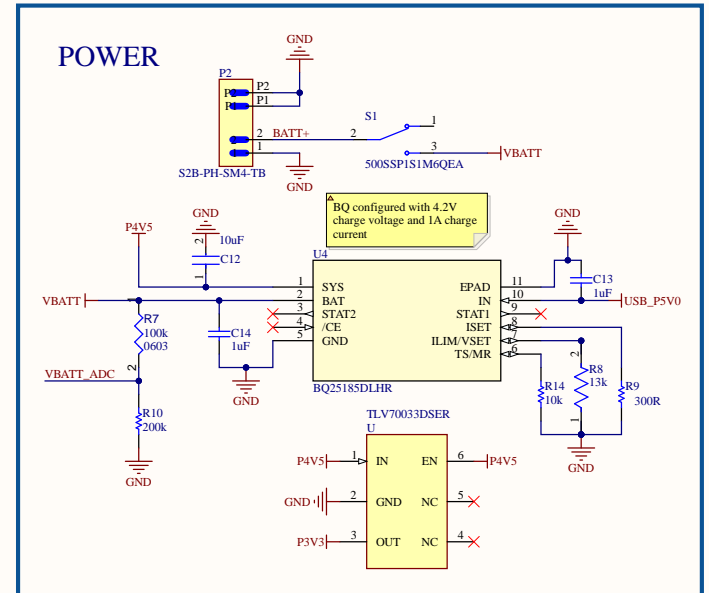 POWER
GND
P2
P2
P1
P2
P1
2
1
2
BATT+
1
S2B-PH-SM4-TB
GND
S1
2
1
3
VBATT
500SSP1S1M6QEA
BQ configured with 4.2V
charge voltage and 1A charge
current
P4V5
GND
2
10uF
C12
1
U4
1
SYS
2
BAT
3
STAT2
4
/CE
5
GND
EPAD
11
IN
10
STAT1
9
ISET
8
ILIM/VSET
7
TS/MR
6
BQ25185DLHR
GND
C13
1uF
USB_P5V0
VBATT
1
R7
100k
0603
2
C14
1uF
GND
VBATT_ADC
R10
200k
GND
R14
10k
2
R8
13k
1
R9
300R
GND
TLV70033DSER
U
P4V5
1
IN
EN
6
P4V5
GND
2
GND
NC
5
P3V3
3
OUT
NC
4